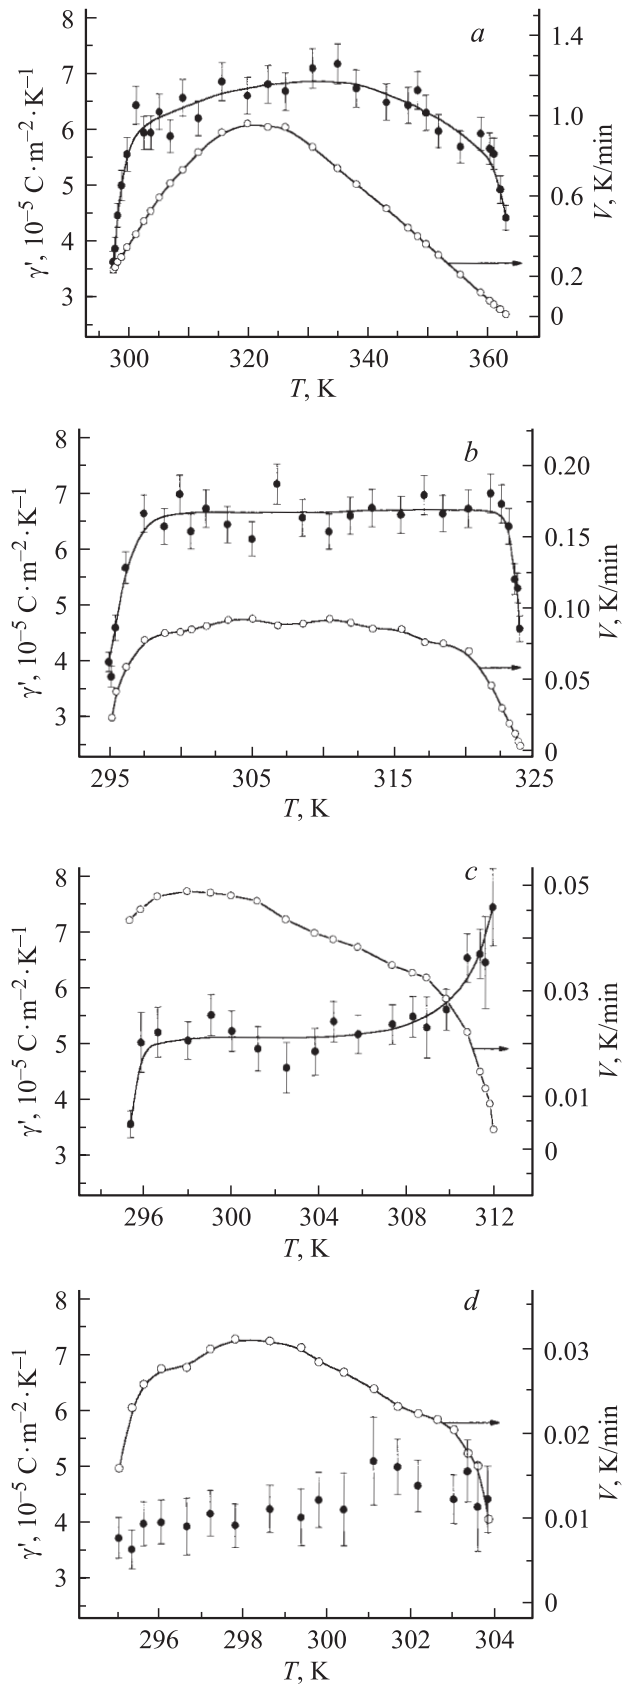 a
8
7
6
5
4
3
γ', 10⁻⁵ C·m⁻²·K⁻¹
1.4
1.0
0.6
0.2
0
V, K/min
300 320 340 360
T, K
b
8
7
6
5
4
3
γ', 10⁻⁵ C·m⁻²·K⁻¹
0.20
0.15
0.10
0.05
0
V, K/min
295 305 315 325
T, K
c
8
7
6
5
4
3
γ', 10⁻⁵ C·m⁻²·K⁻¹
0.05
0.03
0.01
0
V, K/min
296 300 304 308 312
T, K
d
8
7
6
5
4
3
γ', 10⁻⁵ C·m⁻²·K⁻¹
0.03
0.02
0.01
0
V, K/min
296 298 300 302 304
T, K